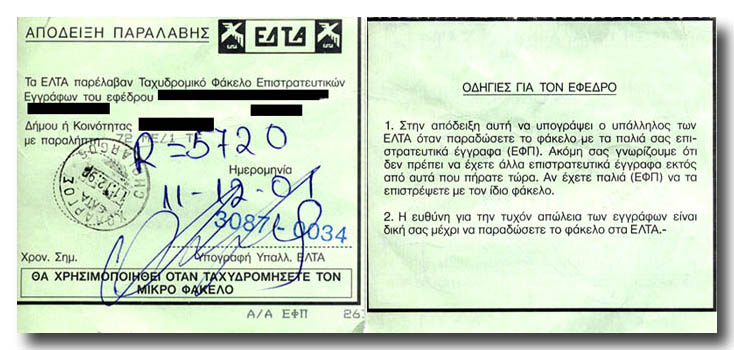 ΑΠΟΔΕΙΞΗ ΠΑΡΑΛΑΒΗΣ
ΕΛΤΑ
Τα ΕΛΤΑ παρέλαβαν Ταχυδρομικό Φάκελο Επιστρατευτικών
Εγγράφων του εφέδρου
Δήμου ή Κοινότητας
με παραλήπτη
R=5720
Ημερομηνία
11-12-01
3087-0034
Χρον. Σημ.
Υπογραφή Υπαλλ. ΕΛΤΑ
ΘΑ ΧΡΗΣΙΜΟΠΟΙΗΘΕΙ ΟΤΑΝ ΤΑΧΥΔΡΟΜΗΣΕΤΕ ΤΟΝ
ΜΙΚΡΟ ΦΑΚΕΛΟ
Α/Α ΕΦΠ 263
ΟΔΗΓΙΕΣ ΓΙΑ ΤΟΝ ΕΦΕΔΡΟ
1. Στην απόδειξη αυτή να υπογράψει ο υπάλληλος των
ΕΛΤΑ όταν παραδώσετε το φάκελο με τα παλιά σας επι-
στρατευτικά έγγραφα (ΕΦΠ). Ακόμη σας γνωρίζουμε ότι
δεν πρέπει να έχετε άλλα επιστρατευτικά έγγραφα εκτός
από αυτά που πήρατε τώρα. Αν έχετε παλιά (ΕΦΠ) να τα
επιστρέψετε με τον ίδιο φάκελο.
2. Η ευθύνη για την τυχόν απώλεια των εγγράφων είναι
δική σας μέχρι να παραδώσετε το φάκελο στα ΕΛΤΑ.-